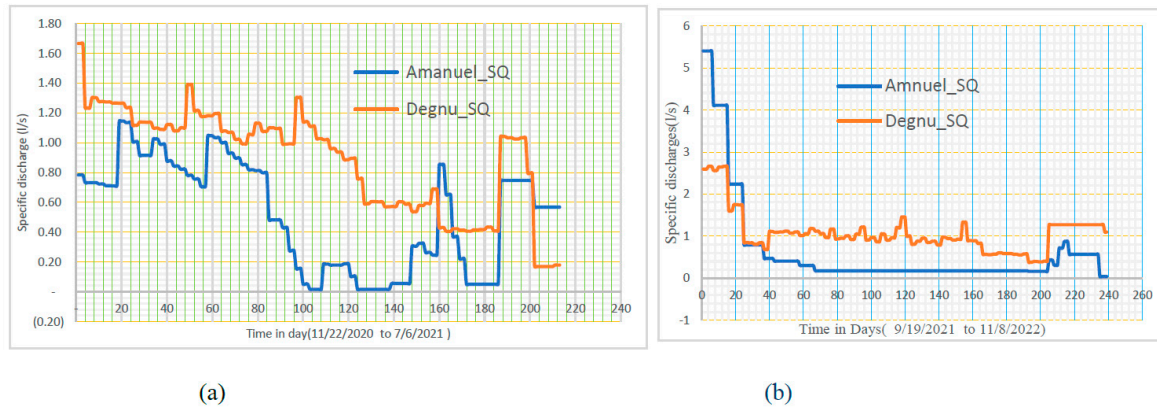 1.80
1.60
1.40
1.20
1.00
0.80
0.60
0.40
0.20
-
(0.20)
Specific discharge (l/s)
Amanuel_SQ
Degnu_SQ
- 20 40 60 80 100 120 140 160 180 200 220 240
Time in day(11/22/2020 to 7/6/2021 )
(a)
6
5
4
3
2
1
0
-1
Specific discharges(l/s)
Amnuel_SQ
Degnu_SQ
0 20 40 60 80 100 120 140 160 180 200 220 240 260
Time in Days( 9/19/2021 to 11/8/2022)
(b)